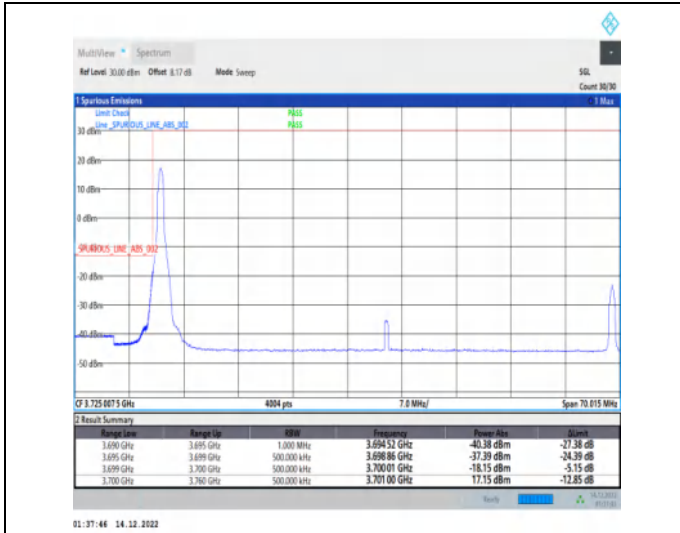 MultiView Spectrum
Ref Level 30.00 dBm Offset 8.17 dB Mode Sweep SGL
Count 30/30
1 Spurious Emissions 1 Max
Limit Check PASS
Line _SPURIOUS_LINE_ABS_002 PASS
30 dBm
20 dBm
10 dBm
0 dBm
_SPURIOUS_LINE_ABS_002
-20 dBm
-30 dBm
-40 dBm
-50 dBm
CF 3.725 007 5 GHz 4004 pts 7.0 MHz/ Span 70.015 MHz
2 Result Summary
Range Low Range Up RBW Frequency Power Abs ΔLimit
3.690 GHz 3.695 GHz 1.000 MHz 3.694 52 GHz -40.38 dBm -27.38 dB
3.695 GHz 3.699 GHz 500.000 kHz 3.698 86 GHz -37.39 dBm -24.39 dB
3.699 GHz 3.700 GHz 500.000 kHz 3.700 01 GHz -18.15 dBm -5.15 dB
3.700 GHz 3.760 GHz 500.000 kHz 3.701 00 GHz 17.15 dBm -12.85 dB
Ready 14.12.2022
01:37:46 14.12.2022